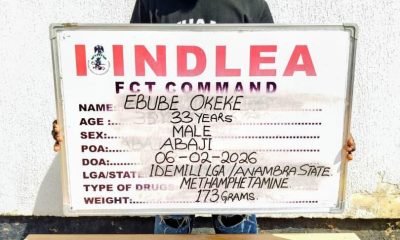 NDLEA
FCT COMMAND
NAME: EBUBE OKEKE
AGE: 33 YEARS
SEX: MALE
POA: ABAJI
DOA: 06-02-2026
LGA/STATE: IDEMILI LGA/ANAMBRA STATE
TYPE OF DRUGS METHAMPHETAMINE
WEIGHT: 173 GRAMS